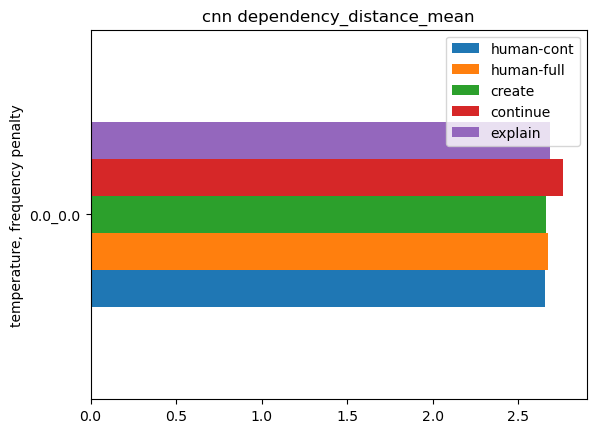 cnn dependency_distance_mean
human-cont
human-full
create
continue
explain
temperature, frequency penalty
0.0_0.0
0.0 0.5 1.0 1.5 2.0 2.5